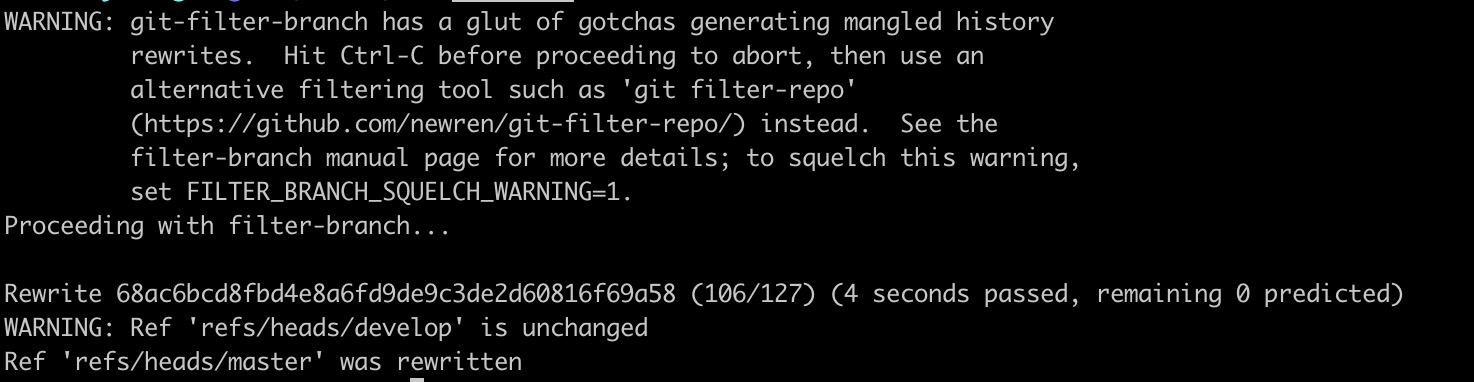 WARNING: git-filter-branch has a glut of gotchas generating mangled history
rewrites.  Hit Ctrl-C before proceeding to abort, then use an
alternative filtering tool such as 'git filter-repo'
(https://github.com/newren/git-filter-repo/) instead.  See the
filter-branch manual page for more details; to squelch this warning,
set FILTER_BRANCH_SQUELCH_WARNING=1.
Proceeding with filter-branch...
Rewrite 68ac6bcd8fbd4e8a6fd9de9c3de2d60816f69a58 (106/127) (4 seconds passed, remaining 0 predicted)
WARNING: Ref 'refs/heads/develop' is unchanged
Ref 'refs/heads/master' was rewritten